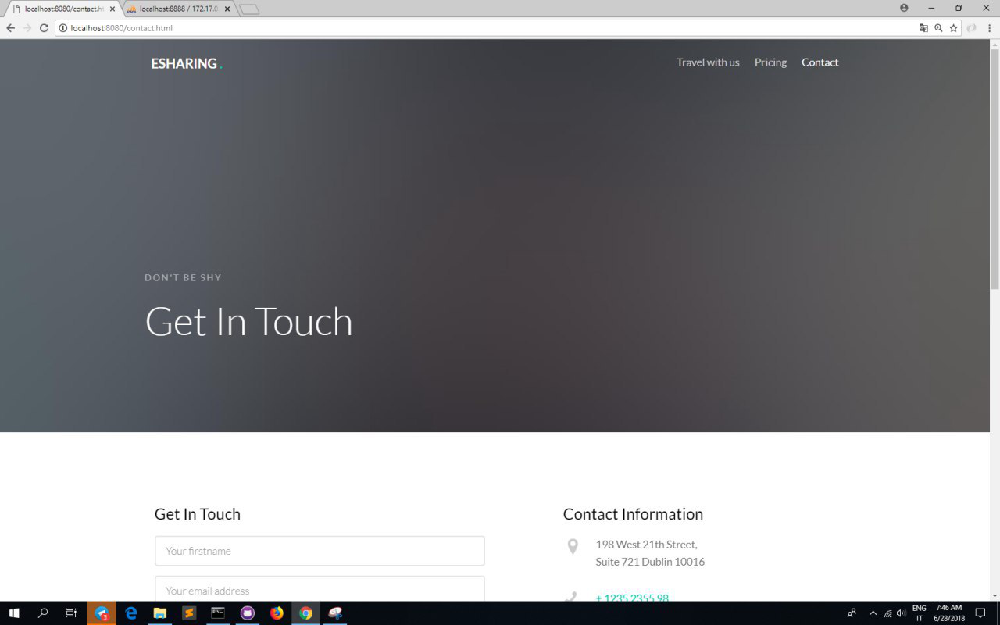 localhost:8080/contact.ht
localhost:8888 / 172.17.0
localhost:8080/contact.html
ESHARING .
Travel with us
Pricing
Contact
DON'T BE SHY
Get In Touch
Get In Touch
Your firstname
Your email address
Contact Information
198 West 21th Street,
Suite 721 Dublin 10016
+ 1235 2355 98
3
ENG
IT
7:46 AM
6/28/2018